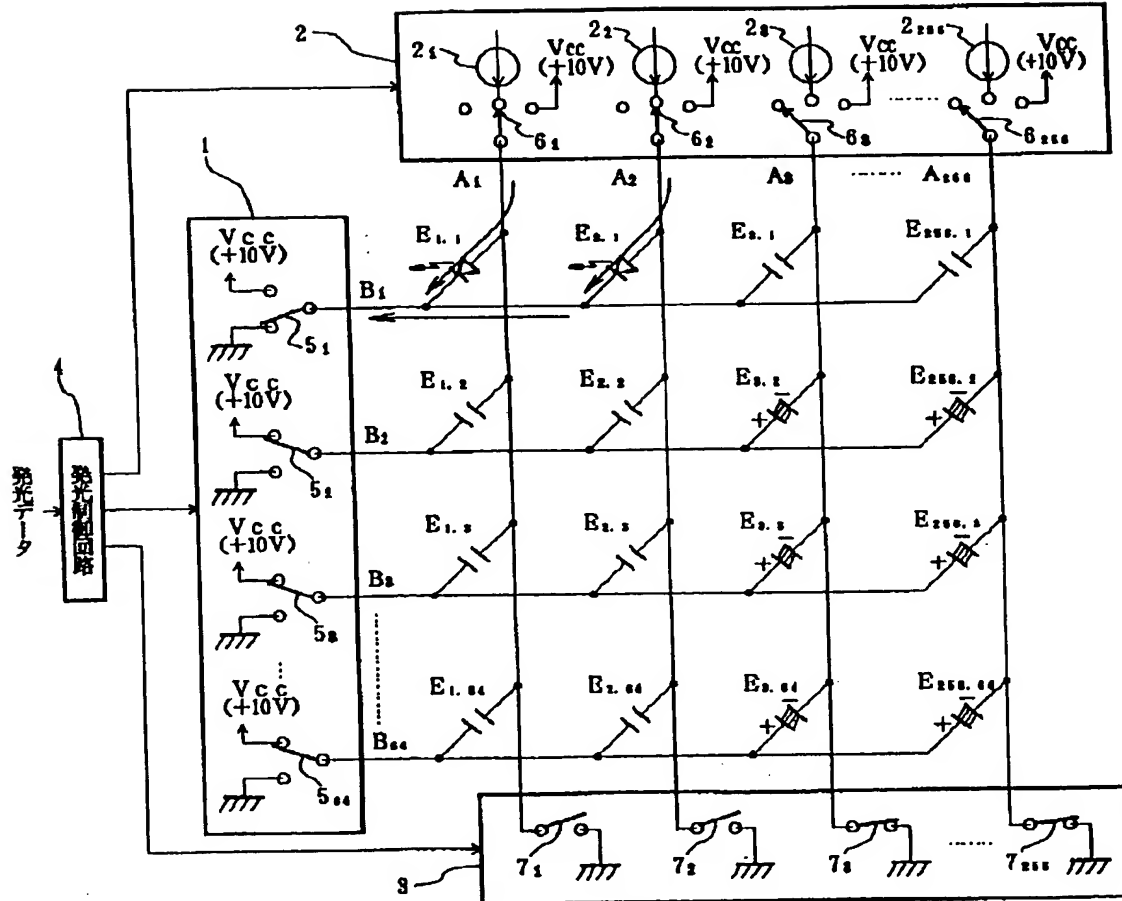 2
2₁
Vcc
(+10V)
2₂
Vcc
(+10V)
2₃
Vcc
(+10V)
2₂₅₆
Vcc
(+10V)
6₁
6₂
6₃
6₂₅₆
1
A₁
A₂
A₃
A₂₅₆
Vcc
(+10V)
5₁
B₁
E₁.₁
E₂.₁
E₃.₁
E₂₅₆.₁
4
発光データ
発光制御回路
Vcc
(+10V)
5₂
B₂
E₁.₂
E₂.₂
E₃.₂
E₂₅₆.₂
+ −
+ −
Vcc
(+10V)
5₃
B₃
E₁.₃
E₂.₃
E₃.₃
E₂₅₆.₃
+ −
+ −
Vcc
(+10V)
5₆₄
B₆₄
E₁.₆₄
E₂.₆₄
E₃.₆₄
E₂₅₆.₆₄
+ −
+ −
3
7₁
7₂
7₃
7₂₅₆